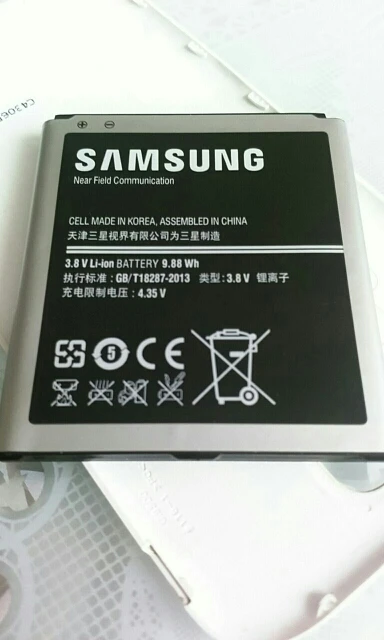 SAMSUNG
Near Field Communication
CELL MADE IN KOREA, ASSEMBLED IN CHINA
天津三星视界有限公司为三星制造
3.8 V Li-ion BATTERY 9.88 Wh
执行标准 : GB/T18287-2013 类型: 3.8 V 锂离子
充电限制电压 : 4.35 V
5 CE